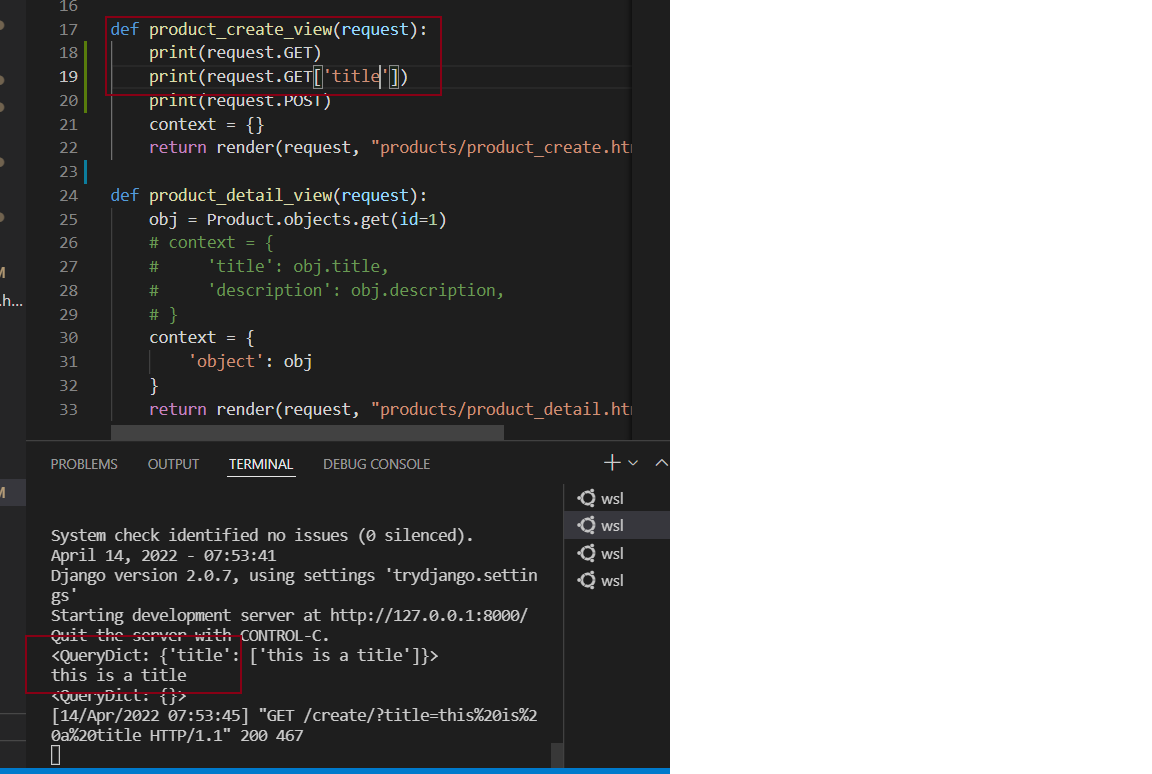 16
17 def product_create_view(request):
18     print(request.GET)
19     print(request.GET['title'])
20     print(request.POST)
21     context = {}
22     return render(request, "products/product_create.ht
23
24 def product_detail_view(request):
25     obj = Product.objects.get(id=1)
26     # context = {
27     #     'title': obj.title,
28     #     'description': obj.description,
29     # }
30     context = {
31         'object': obj
32     }
33     return render(request, "products/product_detail.ht
M
.h...
M
PROBLEMS OUTPUT TERMINAL DEBUG CONSOLE
System check identified no issues (0 silenced).
April 14, 2022 - 07:53:41
Django version 2.0.7, using settings 'trydjango.settin
gs'
Starting development server at http://127.0.0.1:8000/
Quit the server with CONTROL-C.
<QueryDict: {'title': ['this is a title']}>
this is a title
<QueryDict: {}>
[14/Apr/2022 07:53:45] "GET /create/?title=this%20is%2
0a%20title HTTP/1.1" 200 467
wsl
wsl
wsl
wsl